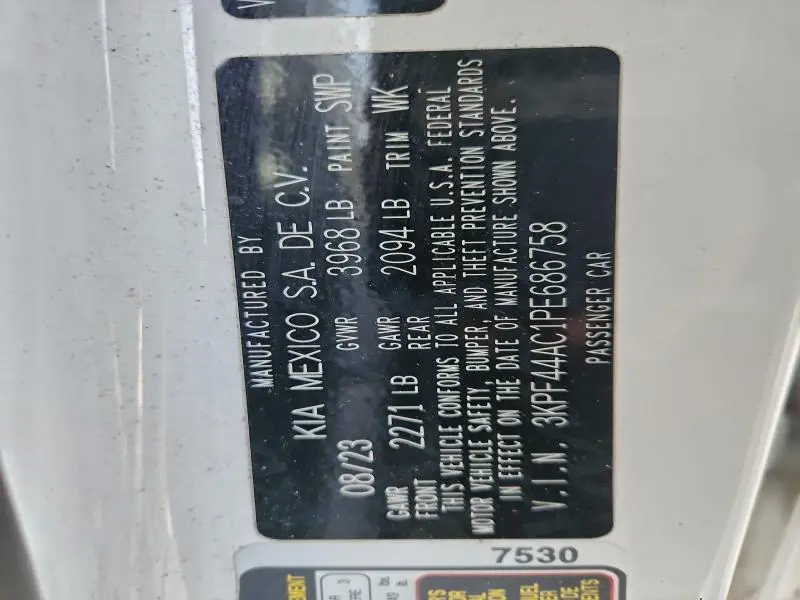 MANUFACTURED BY
KIA MEXICO S.A. DE C.V.
08/23 GVWR 3968 LB PAINT SWP
GAWR FRONT 2271 LB GAWR REAR 2094 LB TRIM WK
THIS VEHICLE CONFORMS TO ALL APPLICABLE U.S.A. FEDERAL
MOTOR VEHICLE SAFETY, BUMPER, AND THEFT PREVENTION STANDARDS
IN EFFECT ON THE DATE OF MANUFACTURE SHOWN ABOVE.
V.I.N. 3KPF44AC1PE686758
PASSENGER CAR
7530